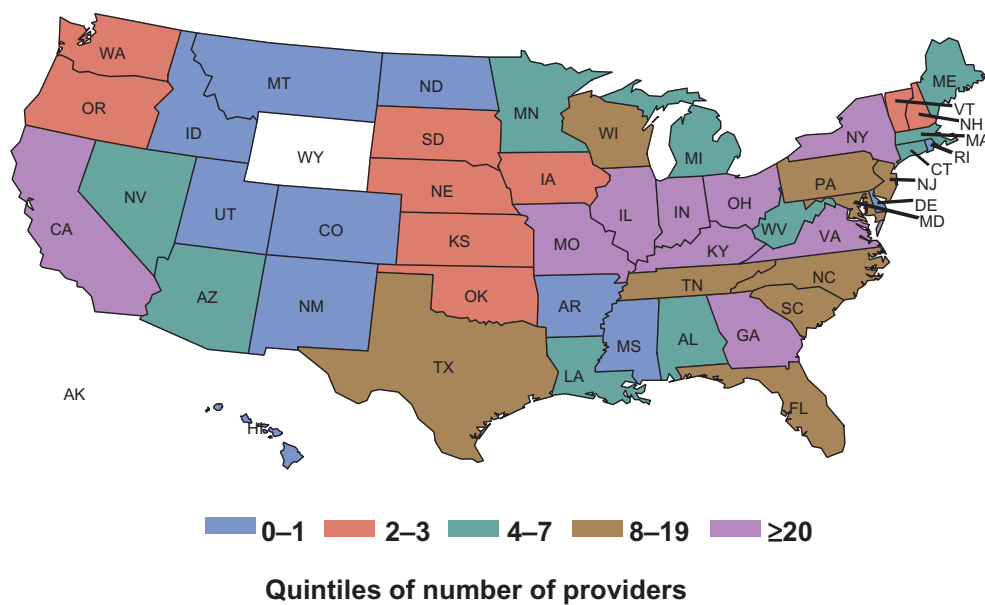 WA
ME
MT
ND
OR
MN
VT
NH
ID
WI
NY
MA
SD
RI
WY
MI
CT
IA
PA
NJ
NE
NV
OH
DE
UT
IL
IN
MD
CA
CO
WV
VA
KS
MO
KY
NC
TN
AZ
OK
NM
AR
SC
GA
AL
MS
TX
LA
AK
FL
HI
0–1
2–3
4–7
8–19
≥20
Quintiles of number of providers